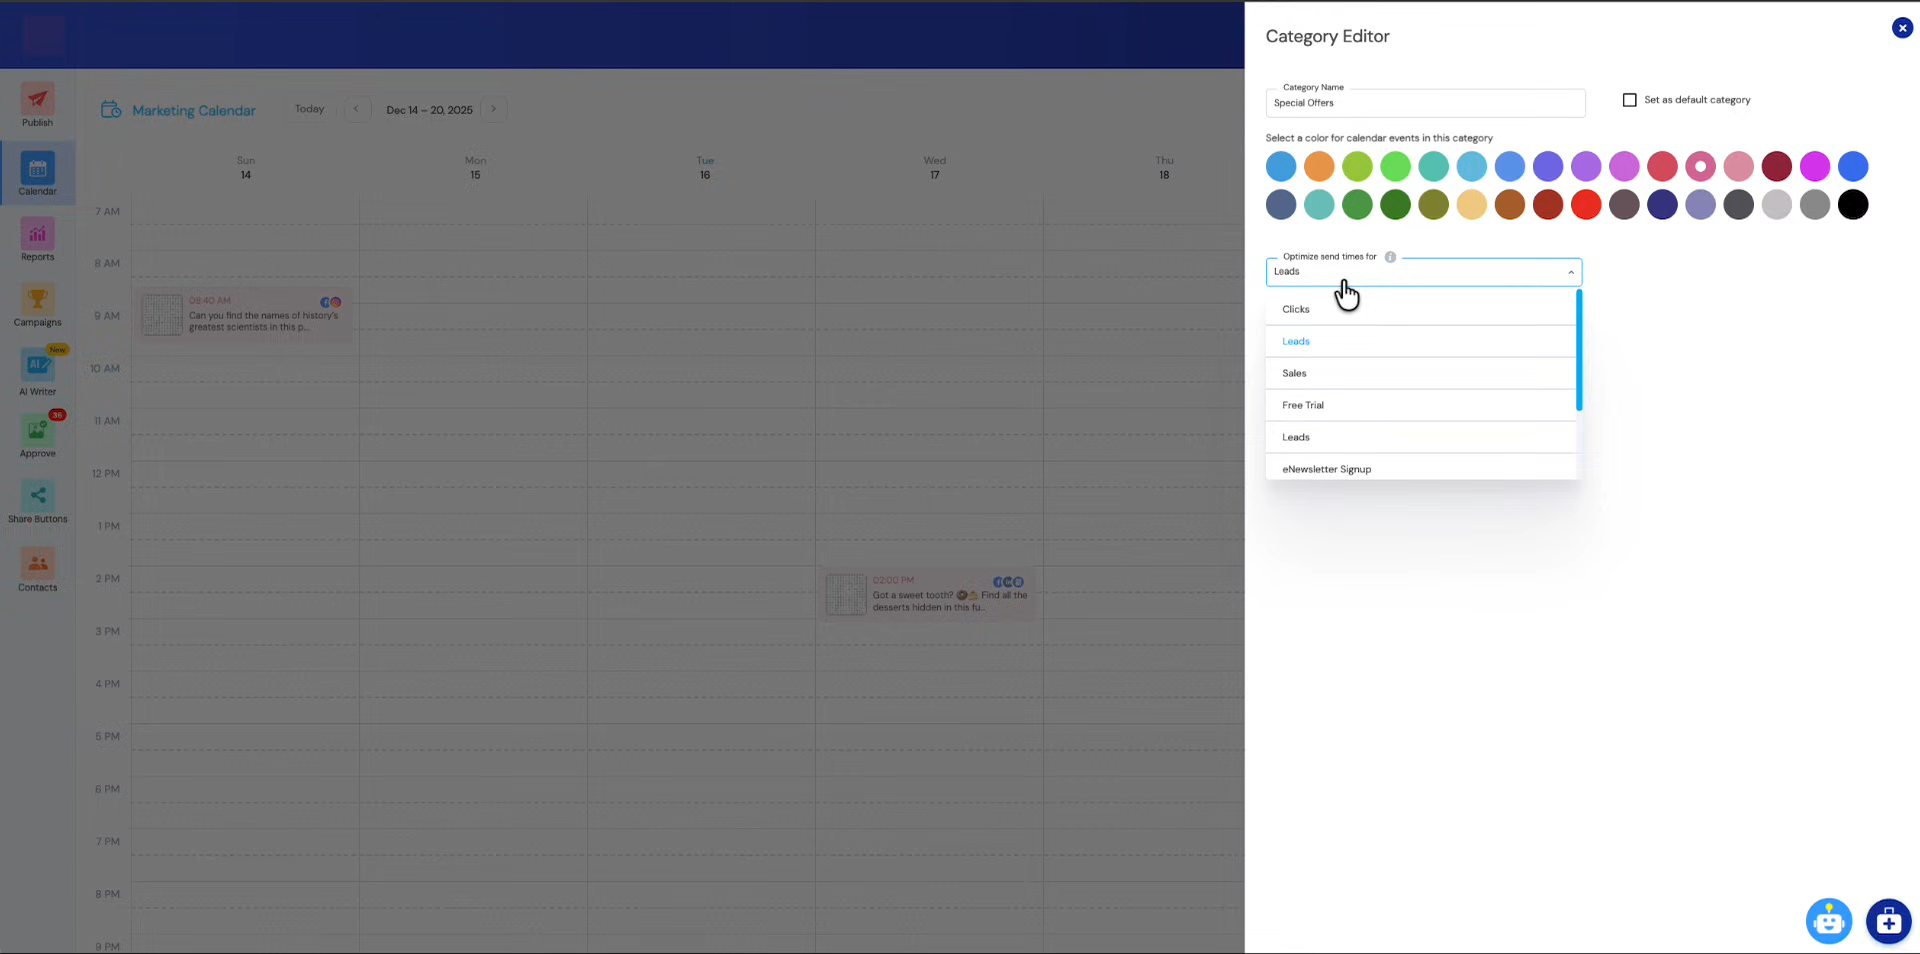 Category Editor
Category Name
Special Offers
Set as default category
Select a color for calendar events in this category
Optimize send times for
i
Leads
Clicks
Leads
Sales
Free Trial
Leads
eNewsletter Signup
Publish
Calendar
Reports
Campaigns
New
AI
AI Writer
36
Approve
Share Buttons
Contacts
Marketing Calendar
Today
Dec 14 – 20, 2025
Sun
14
Mon
15
Tue
16
Wed
17
Thu
18
7 AM
8 AM
9 AM
10 AM
11 AM
12 PM
1 PM
2 PM
3 PM
4 PM
5 PM
6 PM
7 PM
8 PM
9 PM
08:40 AM
Can you find the names of history's
greatest scientists in this p...
02:00 PM
Got a sweet tooth? 🍩🍰 Find all the
desserts hidden in this fu...